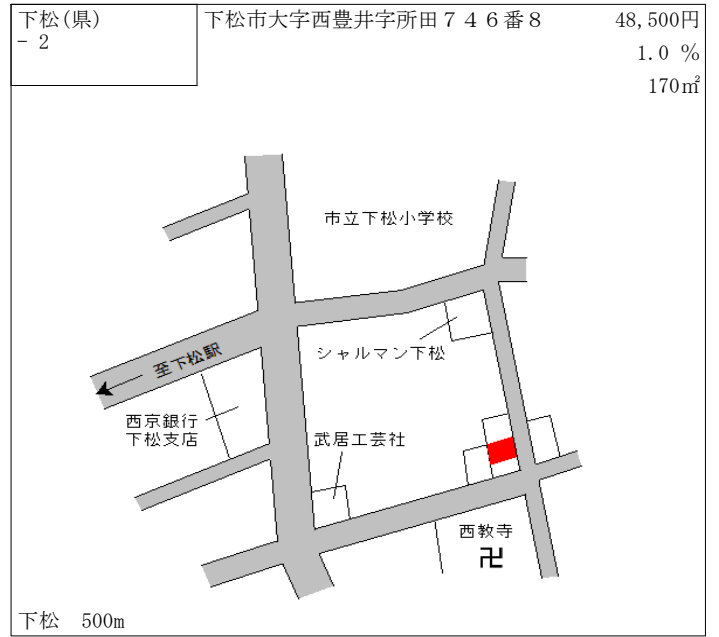 下松(県)
- 2
下松市大字西豊井字所田７４６番８
48,500円
1.0 %
170㎡
市立下松小学校
シャルマン下松
至下松駅
西京銀行
下松支店
武居工芸社
西教寺
卍
下松 500m